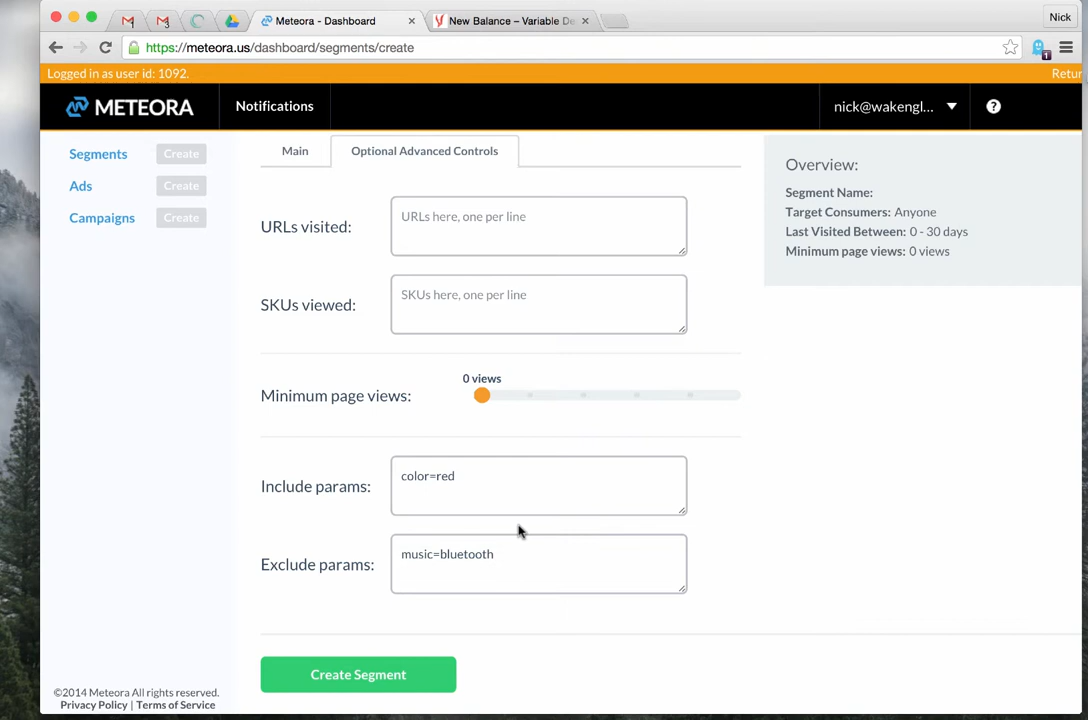 Meteora - Dashboard
New Balance – Variable De
Nick
https://meteora.us/dashboard/segments/create
1
Logged in as user id: 1092.
Retur
METEORA
Notifications
nick@wakengl...
?
Segments
Create
Ads
Create
Campaigns
Create
Main
Optional Advanced Controls
URLs visited:
URLs here, one per line
SKUs viewed:
SKUs here, one per line
0 views
Minimum page views:
Include params:
color=red
Exclude params:
music=bluetooth
Create Segment
Overview:
Segment Name:
Target Consumers: Anyone
Last Visited Between: 0 - 30 days
Minimum page views: 0 views
©2014 Meteora All rights reserved.
Privacy Policy | Terms of Service